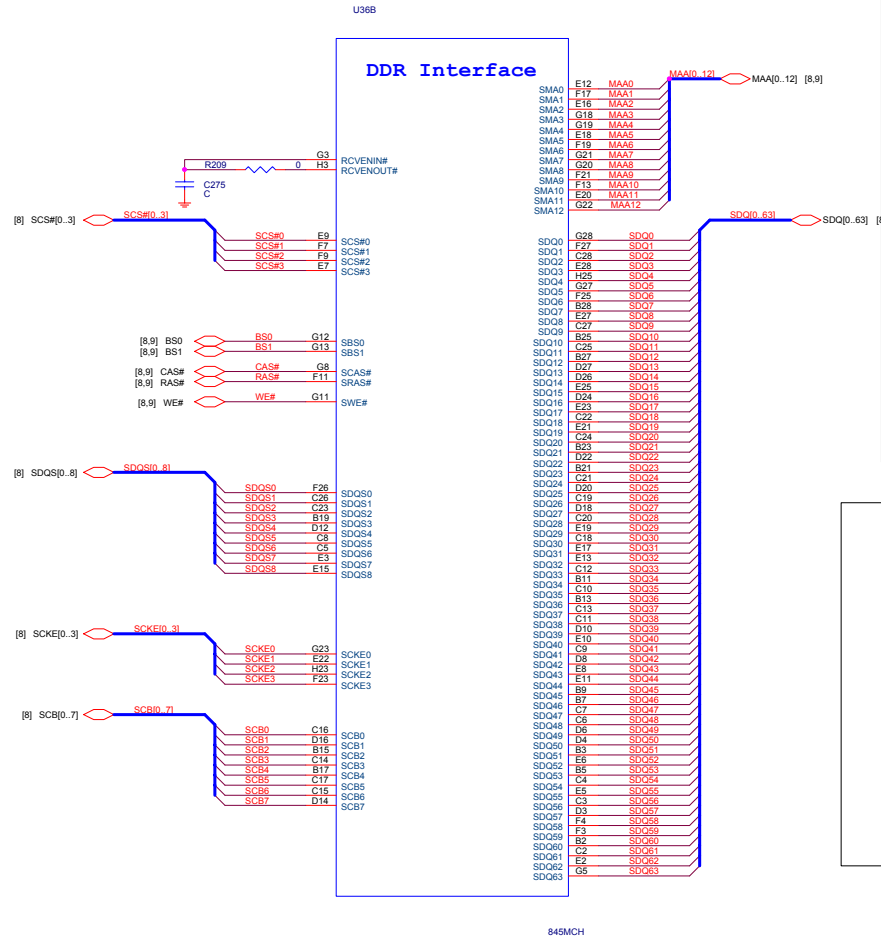 U36B
DDR Interface
G3 RCVENIN#
R209 0 H3 RCVENOUT#
C275
C
[8] SCS#[0..3] SCS#[0..3]
SCS#0 E9 SCS#0
SCS#1 F7 SCS#1
SCS#2 F9 SCS#2
SCS#3 E7 SCS#3
[8,9] BS0 BS0 G12 SBS0
[8,9] BS1 BS1 G13 SBS1
[8,9] CAS# CAS# G8 SCAS#
[8,9] RAS# RAS# F11 SRAS#
[8,9] WE# WE# G11 SWE#
[8] SDQS[0..8] SDQS[0..8]
SDQS0 F26 SDQS0
SDQS1 C26 SDQS1
SDQS2 C23 SDQS2
SDQS3 B19 SDQS3
SDQS4 D12 SDQS4
SDQS5 C8 SDQS5
SDQS6 C5 SDQS6
SDQS7 E3 SDQS7
SDQS8 E15 SDQS8
[8] SCKE[0..3] SCKE[0..3]
SCKE0 G23 SCKE0
SCKE1 E22 SCKE1
SCKE2 H23 SCKE2
SCKE3 F23 SCKE3
[8] SCB[0..7] SCB[0..7]
SCB0 C16 SCB0
SCB1 D16 SCB1
SCB2 B15 SCB2
SCB3 C14 SCB3
SCB4 B17 SCB4
SCB5 C17 SCB5
SCB6 C15 SCB6
SCB7 D14 SCB7
MAA[0..12] MAA[0..12] [8,9]
SMA0 E12 MAA0
SMA1 F17 MAA1
SMA2 E16 MAA2
SMA3 G18 MAA3
SMA4 G19 MAA4
SMA5 E18 MAA5
SMA6 F19 MAA6
SMA7 G21 MAA7
SMA8 G20 MAA8
SMA9 F21 MAA9
SMA10 F13 MAA10
SMA11 E20 MAA11
SMA12 G22 MAA12
SDQ[0..63] SDQ[0..63] [8
SDQ0 G28 SDQ0
SDQ1 F27 SDQ1
SDQ2 C28 SDQ2
SDQ3 E28 SDQ3
SDQ4 H25 SDQ4
SDQ5 G27 SDQ5
SDQ6 F25 SDQ6
SDQ7 B28 SDQ7
SDQ8 E27 SDQ8
SDQ9 C27 SDQ9
SDQ10 B25 SDQ10
SDQ11 C25 SDQ11
SDQ12 B27 SDQ12
SDQ13 D27 SDQ13
SDQ14 D26 SDQ14
SDQ15 E25 SDQ15
SDQ16 D24 SDQ16
SDQ17 E23 SDQ17
SDQ18 C22 SDQ18
SDQ19 E21 SDQ19
SDQ20 C24 SDQ20
SDQ21 B23 SDQ21
SDQ22 D22 SDQ22
SDQ23 B21 SDQ23
SDQ24 C21 SDQ24
SDQ25 D20 SDQ25
SDQ26 C19 SDQ26
SDQ27 D18 SDQ27
SDQ28 C20 SDQ28
SDQ29 E19 SDQ29
SDQ30 C18 SDQ30
SDQ31 E17 SDQ31
SDQ32 E13 SDQ32
SDQ33 C12 SDQ33
SDQ34 B11 SDQ34
SDQ35 C10 SDQ35
SDQ36 B13 SDQ36
SDQ37 C13 SDQ37
SDQ38 C11 SDQ38
SDQ39 D10 SDQ39
SDQ40 E10 SDQ40
SDQ41 C9 SDQ41
SDQ42 D8 SDQ42
SDQ43 E8 SDQ43
SDQ44 E11 SDQ44
SDQ45 B9 SDQ45
SDQ46 B7 SDQ46
SDQ47 C7 SDQ47
SDQ48 C6 SDQ48
SDQ49 D6 SDQ49
SDQ50 D4 SDQ50
SDQ51 B3 SDQ51
SDQ52 E6 SDQ52
SDQ53 B5 SDQ53
SDQ54 C4 SDQ54
SDQ55 E5 SDQ55
SDQ56 C3 SDQ56
SDQ57 D3 SDQ57
SDQ58 F4 SDQ58
SDQ59 F3 SDQ59
SDQ60 B2 SDQ60
SDQ61 C2 SDQ61
SDQ62 E2 SDQ62
SDQ63 G5 SDQ63
845MCH